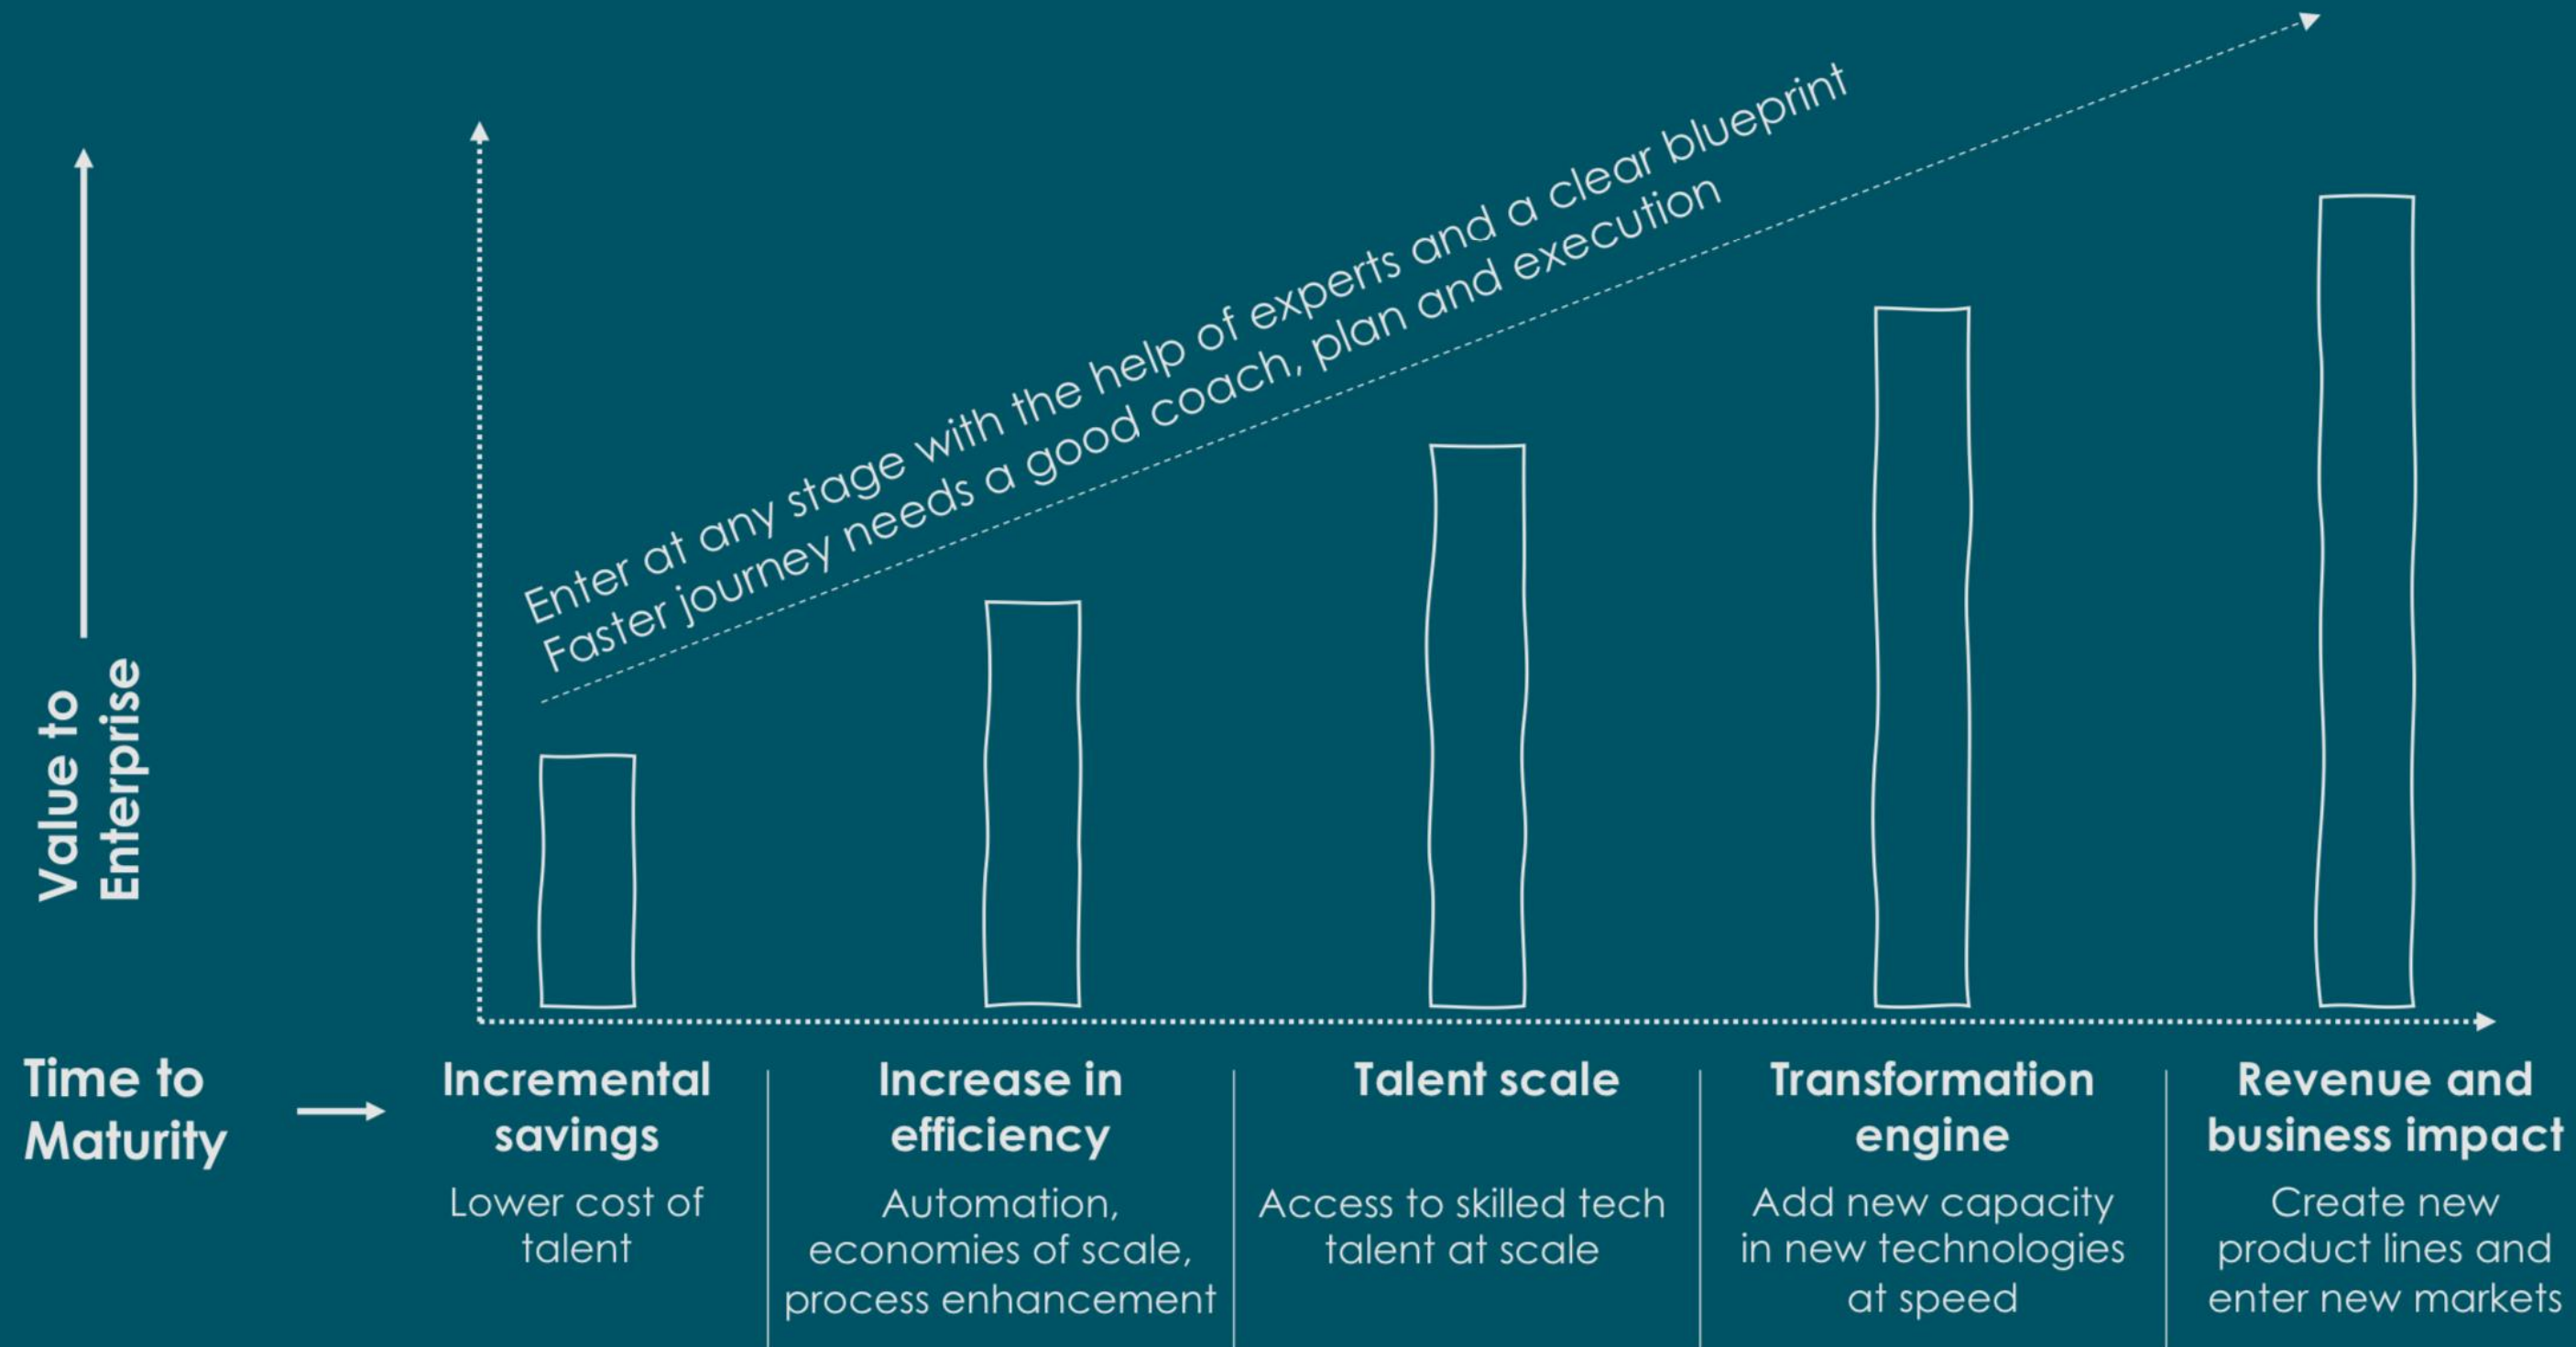 Enter at any stage with the help of experts and a clear blueprint
Faster journey needs a good coach, plan and execution
Value to
Enterprise
Time to
Maturity
Incremental
savings
Lower cost of
talent
Increase in
efficiency
Automation,
economies of scale,
process enhancement
Talent scale
Access to skilled tech
talent at scale
Transformation
engine
Add new capacity
in new technologies
at speed
Revenue and
business impact
Create new
product lines and
enter new markets